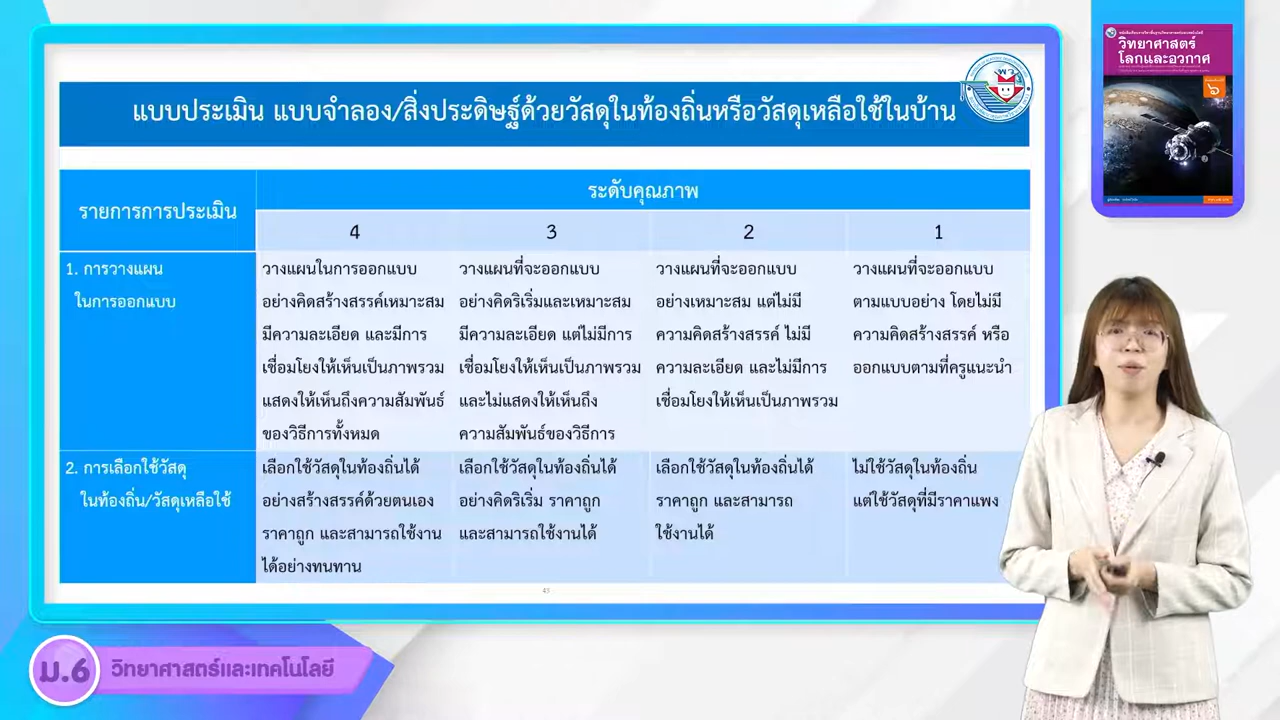 แบบประเมิน แบบจำลอง/สิ่งประดิษฐ์ด้วยวัสดุในท้องถิ่นหรือวัสดุเหลือใช้ในบ้าน
พว
วิทยาศาสตร์
โลกและอวกาศ
๖
รายการการประเมิน
ระดับคุณภาพ
4
3
2
1
1. การวางแผน
ในการออกแบบ
วางแผนในการออกแบบ
อย่างคิดสร้างสรรค์เหมาะสม
มีความละเอียด และมีการ
เชื่อมโยงให้เห็นเป็นภาพรวม
แสดงให้เห็นถึงความสัมพันธ์
ของวิธีการทั้งหมด
วางแผนที่จะออกแบบ
อย่างคิดริเริ่มและเหมาะสม
มีความละเอียด แต่ไม่มีการ
เชื่อมโยงให้เห็นเป็นภาพรวม
และไม่แสดงให้เห็นถึง
ความสัมพันธ์ของวิธีการ
วางแผนที่จะออกแบบ
อย่างเหมาะสม แต่ไม่มี
ความคิดสร้างสรรค์ ไม่มี
ความละเอียด และไม่มีการ
เชื่อมโยงให้เห็นเป็นภาพรวม
วางแผนที่จะออกแบบ
ตามแบบอย่าง โดยไม่มี
ความคิดสร้างสรรค์ หรือ
ออกแบบตามที่ครูแนะนำ
2. การเลือกใช้วัสดุ
ในท้องถิ่น/วัสดุเหลือใช้
เลือกใช้วัสดุในท้องถิ่นได้
อย่างสร้างสรรค์ด้วยตนเอง
ราคาถูก และสามารถใช้งาน
ได้อย่างทนทาน
เลือกใช้วัสดุในท้องถิ่นได้
อย่างคิดริเริ่ม ราคาถูก
และสามารถใช้งานได้
เลือกใช้วัสดุในท้องถิ่นได้
ราคาถูก และสามารถ
ใช้งานได้
ไม่ใช้วัสดุในท้องถิ่น
แต่ใช้วัสดุที่มีราคาแพง
45
ม.6 วิทยาศาสตร์และเทคโนโลยี